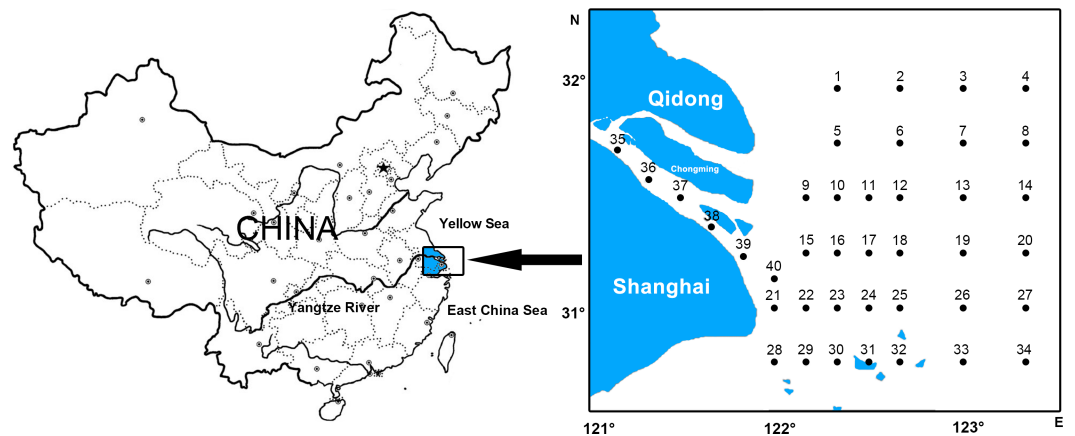 CHINA
Yellow Sea
Yangtze River
East China Sea
N
32°
31°
121°
122°
123°
E
Qidong
Chongming
Shanghai
1 2 3 4
5 6 7 8
35
36
37
38
39
40
9 10 11 12 13 14
15 16 17 18 19 20
21 22 23 24 25 26 27
28 29 30 31 32 33 34